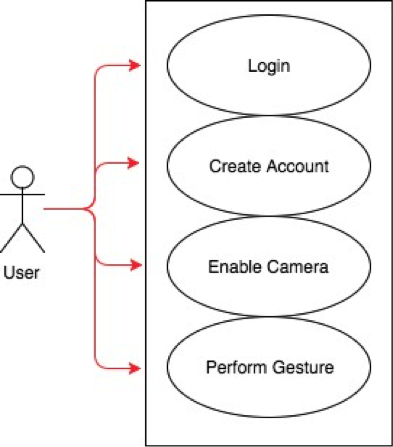 Login
Create Account
Enable Camera
User
Perform Gesture